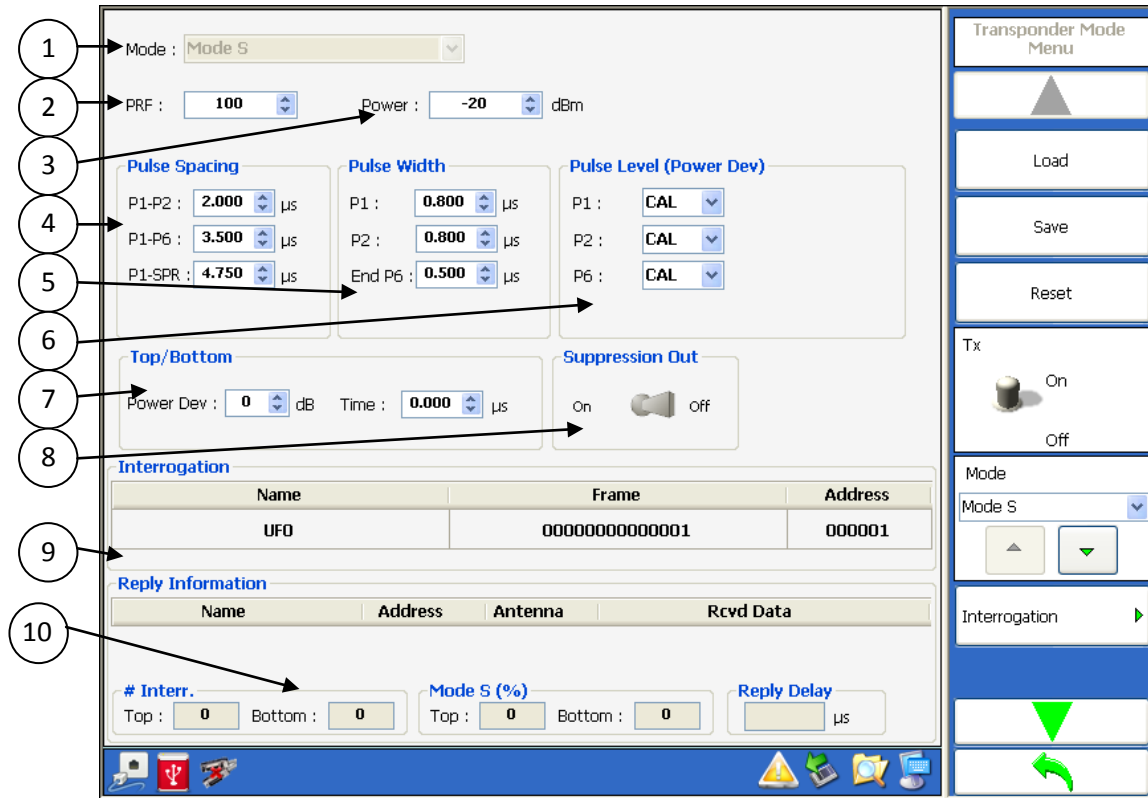 1
Mode : Mode S
2
PRF : 100 Power : -20 dBm
3
Pulse Spacing Pulse Width Pulse Level (Power Dev)
4
P1-P2 : 2.000 µs P1 : 0.800 µs P1 : CAL
P1-P6 : 3.500 µs P2 : 0.800 µs P2 : CAL
5
P1-SPR : 4.750 µs End P6 : 0.500 µs P6 : CAL
6
Top/Bottom Suppression Out
7
Power Dev : 0 dB Time : 0.000 µs On Off
8
Interrogation
Name Frame Address
UF0 00000000000001 000001
9
Reply Information
Name Address Antenna Rcvd Data
10
# Interr. Mode S (%) Reply Delay
Top : 0 Bottom : 0 Top : 0 Bottom : 0 µs
Transponder Mode
Menu
Load
Save
Reset
Tx
On
Off
Mode
Mode S
Interrogation